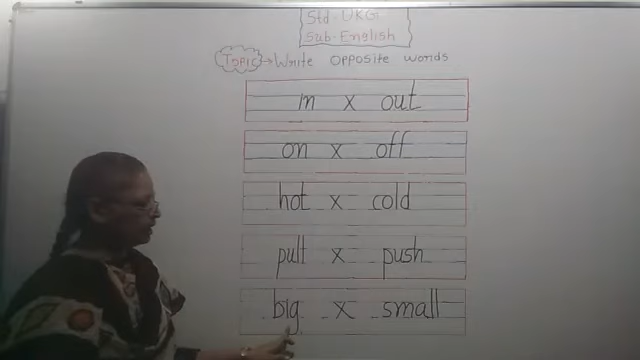 Std-UKG
Sub-English
Topic → Write opposite words
in x out
on x off
hot x cold
pull x push
big x small